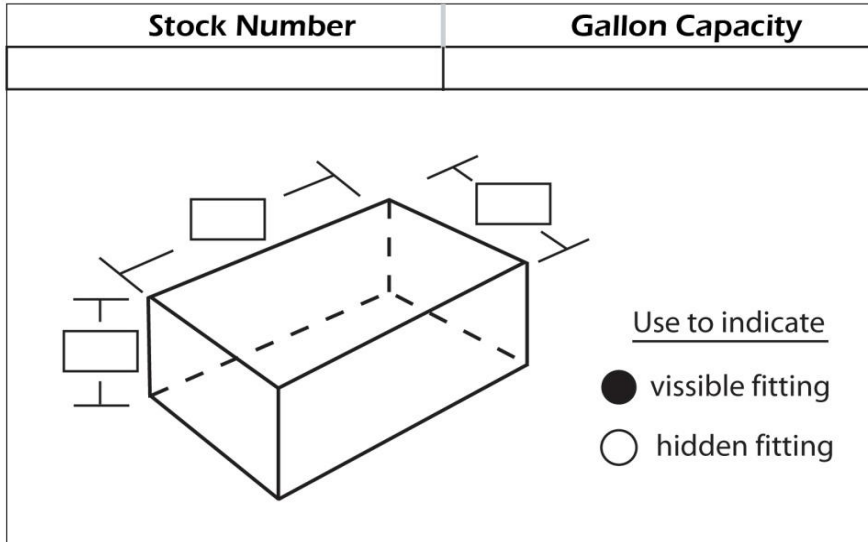 Stock Number
Gallon Capacity
Use to indicate
vissible fitting
hidden fitting